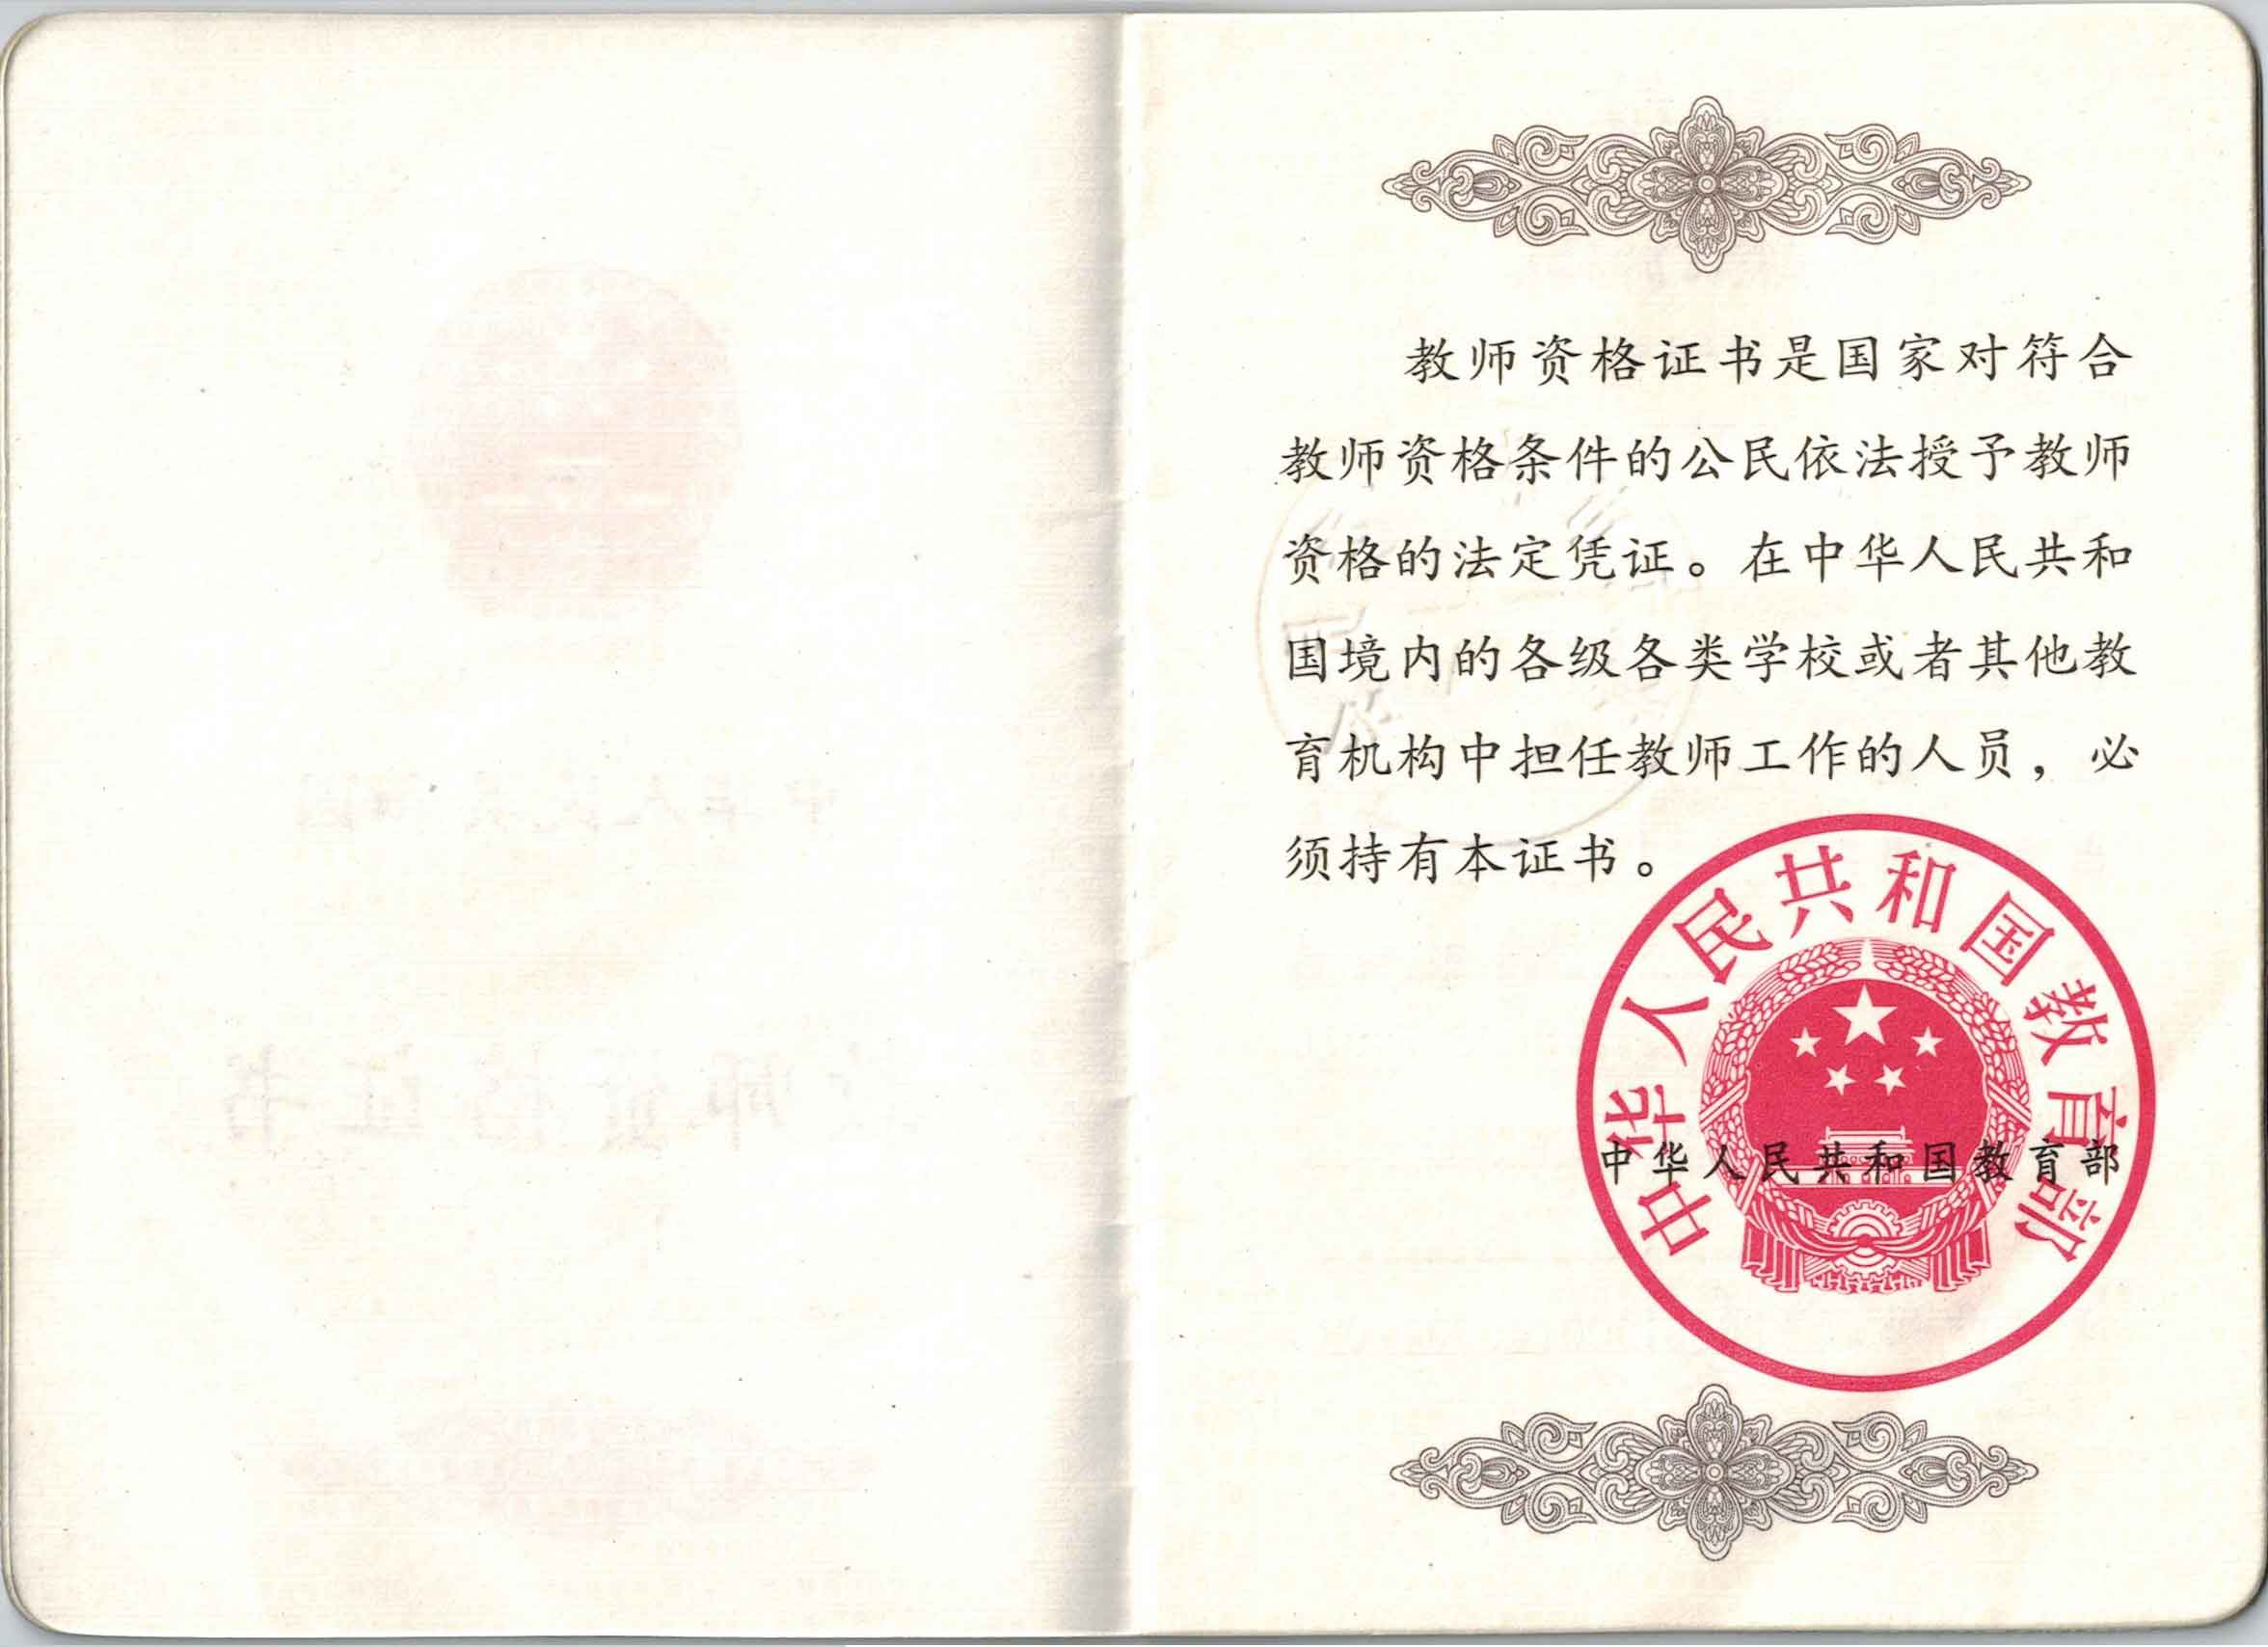 教师资格证书是国家对符合
教师资格条件的公民依法授予教师
资格的法定凭证。在中华人民共和
国境内的各级各类学校或者其他教
育机构中担任教师工作的人员，必
须持有本证书。
中华人民共和国教育部
中华人民共和国教育部